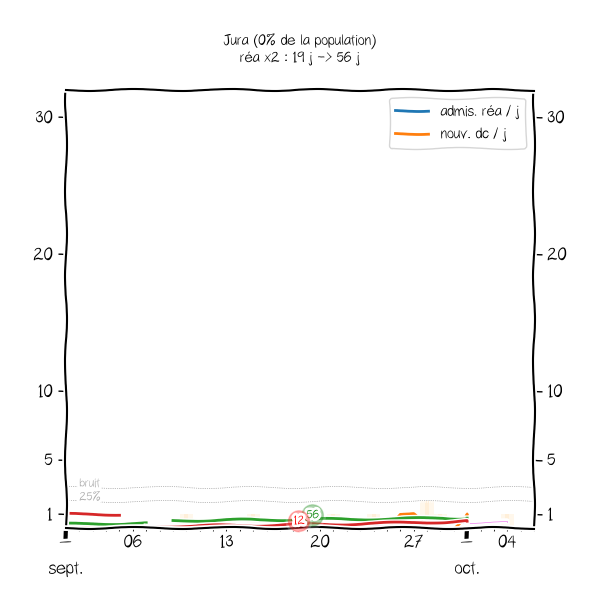 Jura (0% de la population)
réa x2 : 19 j -> 56 j
admis. réa / j
nouv. dc / j
30
30
20
20
10
10
5
5
bruit
25%
1
1
12
56
06
13
20
27
04
sept.
oct.